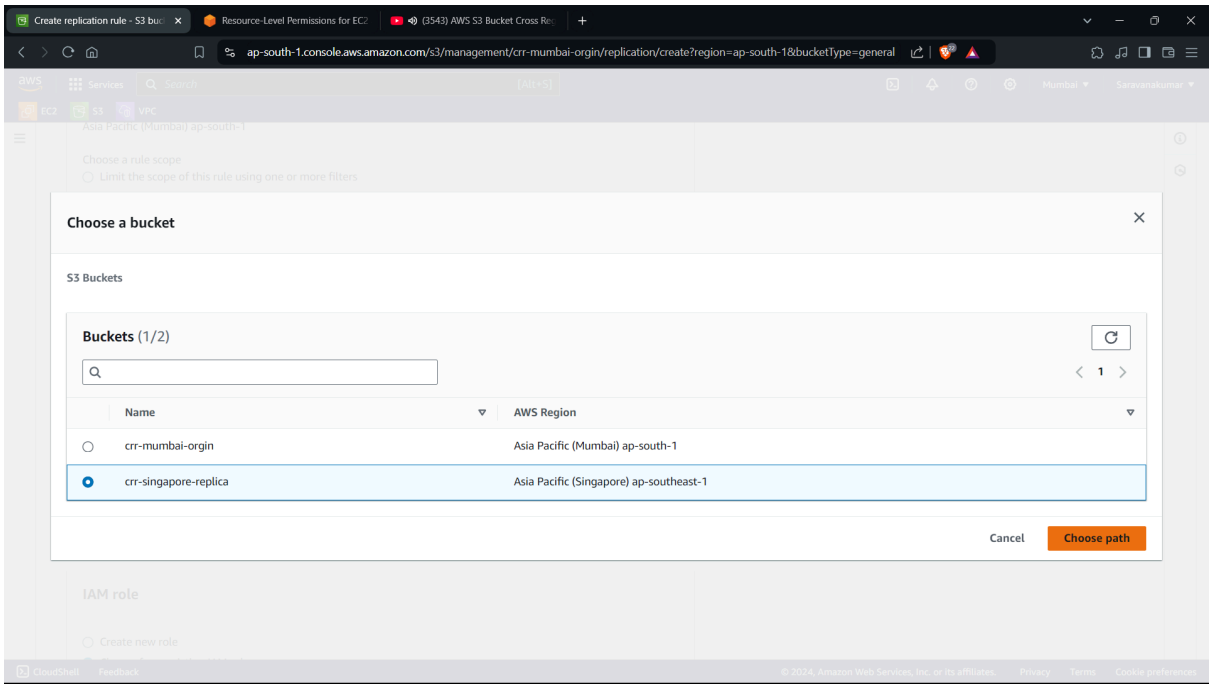 Create replication rule - S3 buc
Resource-Level Permissions for EC2
(3543) AWS S3 Bucket Cross Reg
ap-south-1.console.aws.amazon.com/s3/management/crr-mumbai-orgin/replication/create?region=ap-south-1&bucketType=general
aws
Services
Search
[Alt+S]
Mumbai
Saravanakumar
EC2
S3
VPC
Asia Pacific (Mumbai) ap-south-1
Choose a rule scope
Limit the scope of this rule using one or more filters
Choose a bucket
S3 Buckets
Buckets (1/2)
1
Name
AWS Region
crr-mumbai-orgin
Asia Pacific (Mumbai) ap-south-1
crr-singapore-replica
Asia Pacific (Singapore) ap-southeast-1
Cancel
Choose path
IAM role
Create new role
CloudShell
Feedback
© 2024, Amazon Web Services, Inc. or its affiliates.
Privacy
Terms
Cookie preferences